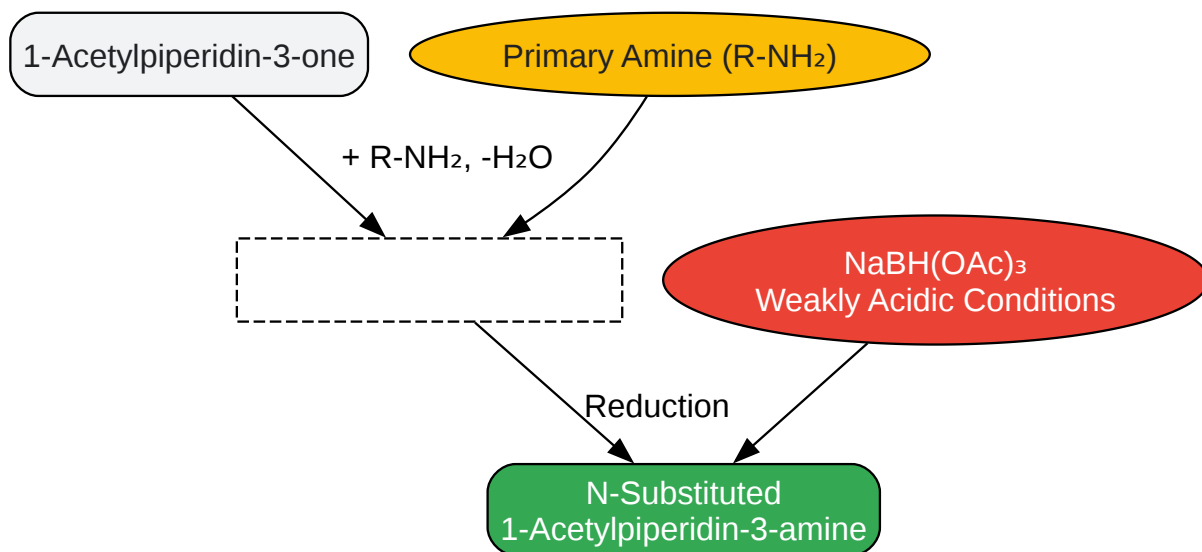 1-Acetylpiperidin-3-one
Primary Amine (R-NH₂)
+ R-NH₂, -H₂O
NaBH(OAc)₃
Weakly Acidic Conditions
Reduction
N-Substituted
1-Acetylpiperidin-3-amine